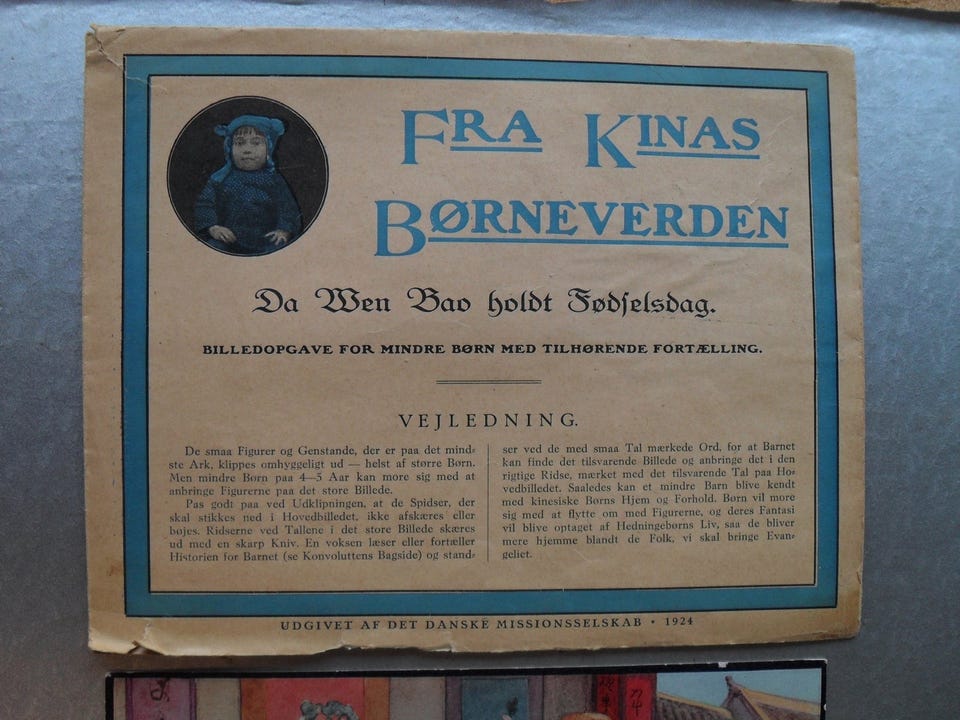 FRA KINAS
BØRNEVERDEN
Da Wen Bao holdt Fødselsdag.
BILLEDOPGAVE FOR MINDRE BØRN MED TILHØRENDE FORTÆLLING.
VEJLEDNING.
De smaa Figurer og Genstande, der er paa det mind-
ste Ark, klippes omhyggeligt ud — helst af større Børn.
Men mindre Børn paa 4—5 Aar kan more sig med at
anbringe Figurerne paa det store Billede.
Pas godt paa ved Udklipningen, at de Spidser, der
skal stikkes ned i Hovedbilledet, ikke afskæres eller
bøjes. Ridserne ved Tallene i det store Billede skæres
ud med en skarp Kniv. En voksen læser eller fortæller
Historien for Barnet (se Konvoluttens Bagside) og stand-
ser ved de med smaa Tal mærkede Ord, for at Barnet
kan finde det tilsvarende Billede og anbringe det i den
rigtige Ridse, mærket med det tilsvarende Tal paa Ho-
vedbilledet. Saaledes kan et mindre Barn blive kendt
med kinesiske Børns Hjem og Forhold. Børn vil more
sig med at flytte om med Figurerne, og deres Fantasi
vil blive optaget af Hedningebørns Liv, saa de bliver
mere hjemme blandt de Folk, vi skal bringe Evan-
geliet.
UDGIVET AF DET DANSKE MISSIONSSELSKAB · 1924